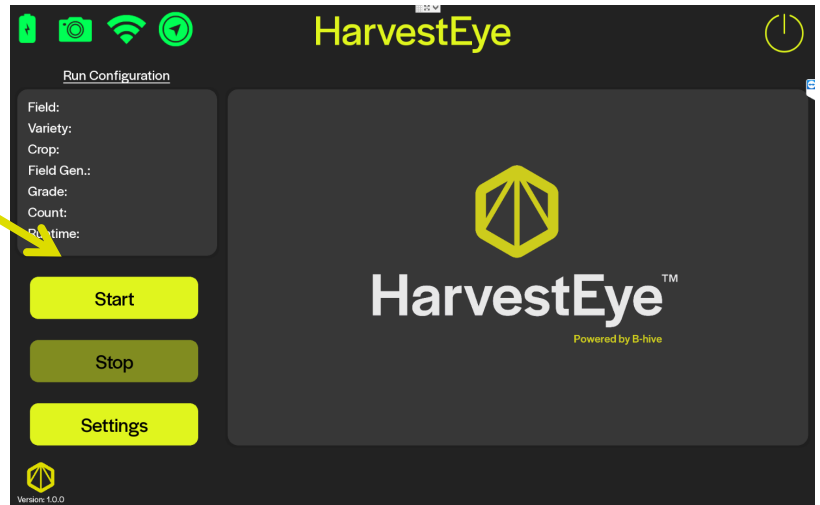 HarvestEye
Run Configuration
Field:
Variety:
Crop:
Field Gen.:
Grade:
Count:
Runtime:
Start
Stop
Settings
HarvestEye™
Powered by B-hive
Version: 1.0.0